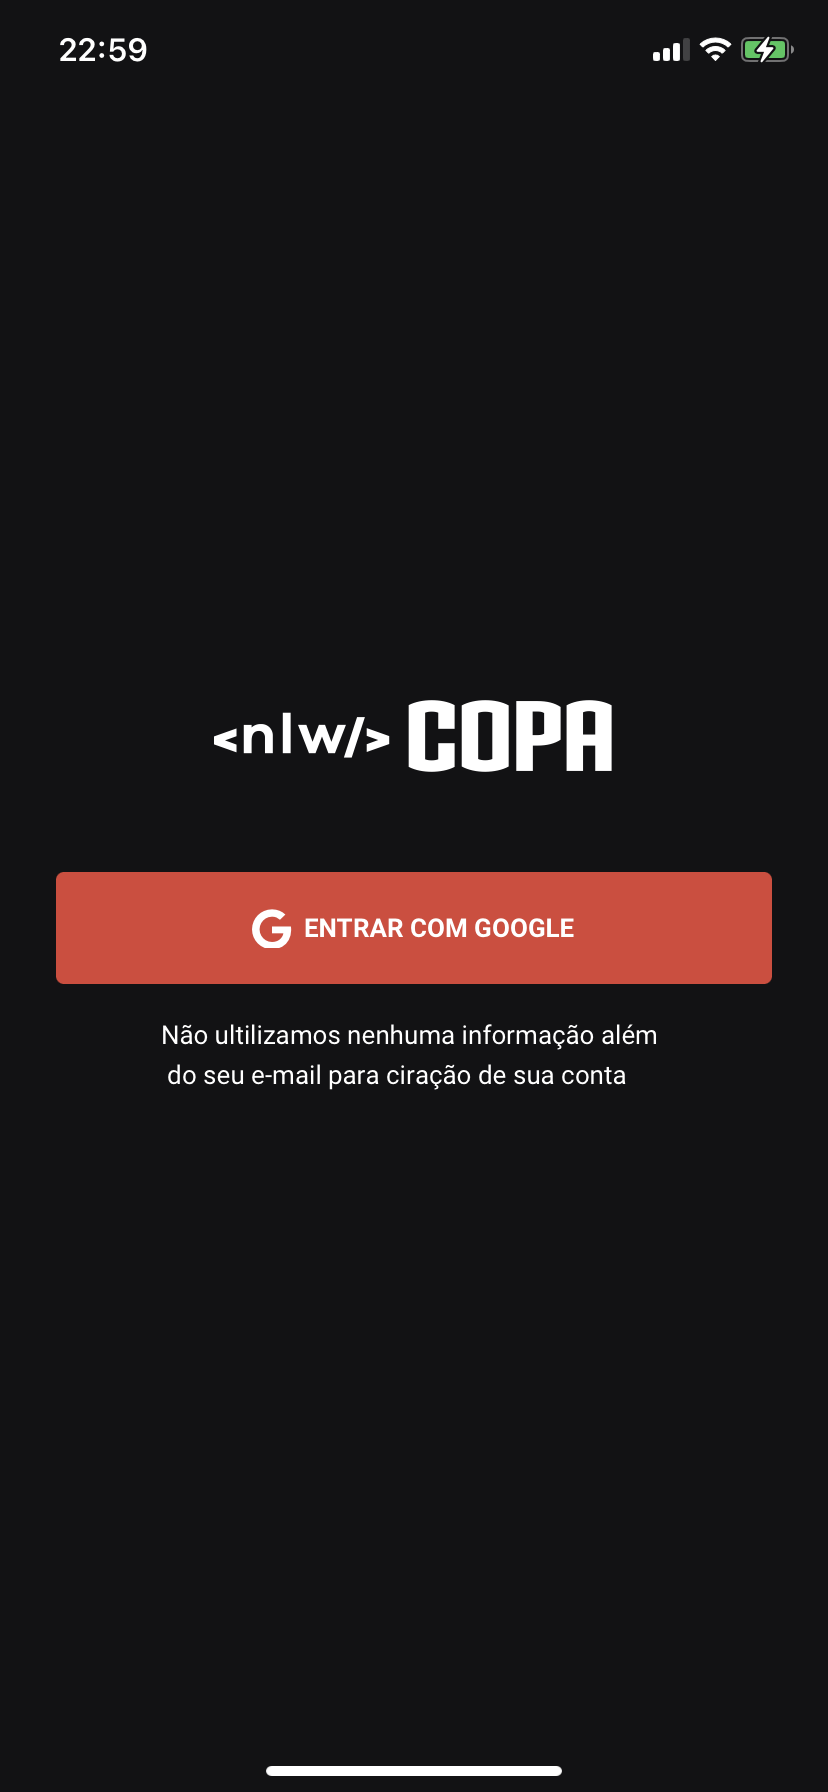 22:59
<nlw/> COPA
ENTRAR COM GOOGLE
Não ultilizamos nenhuma informação além
do seu e-mail para ciração de sua conta